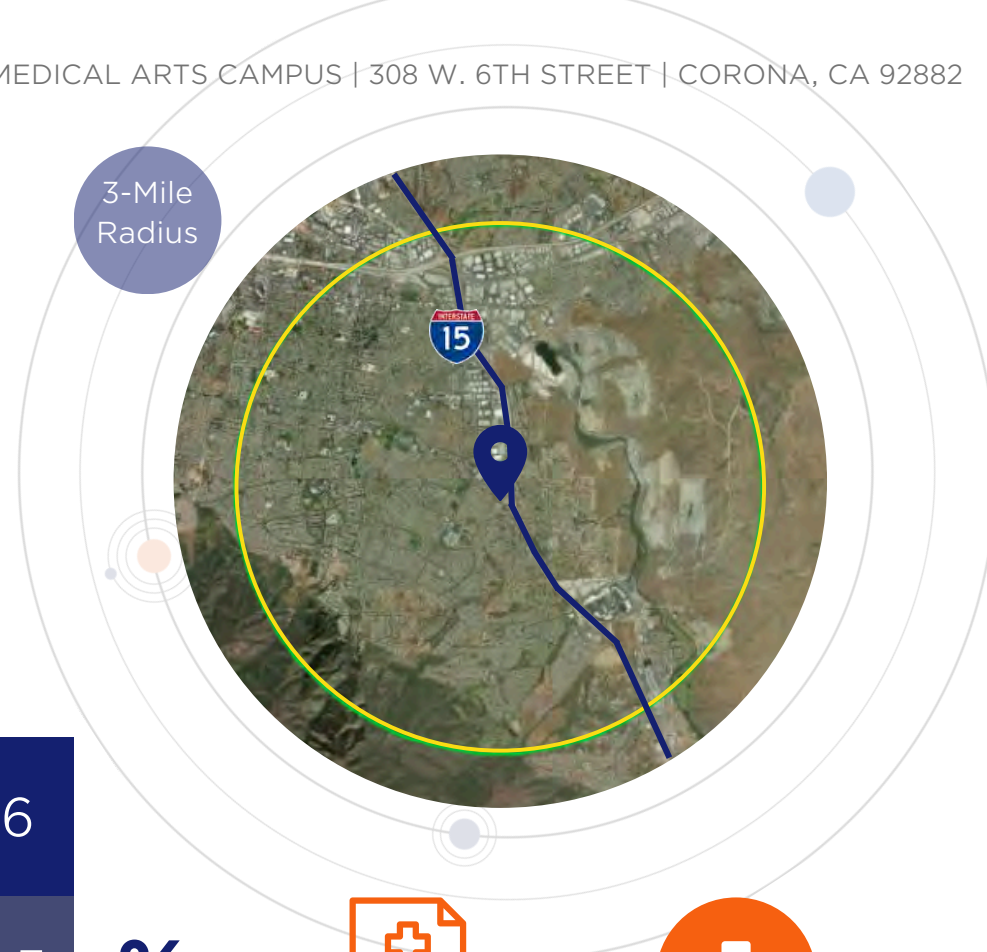 MEDICAL ARTS CAMPUS | 308 W. 6TH STREET | CORONA, CA 92882
3-Mile
Radius
INTERSTATE
15
6
%